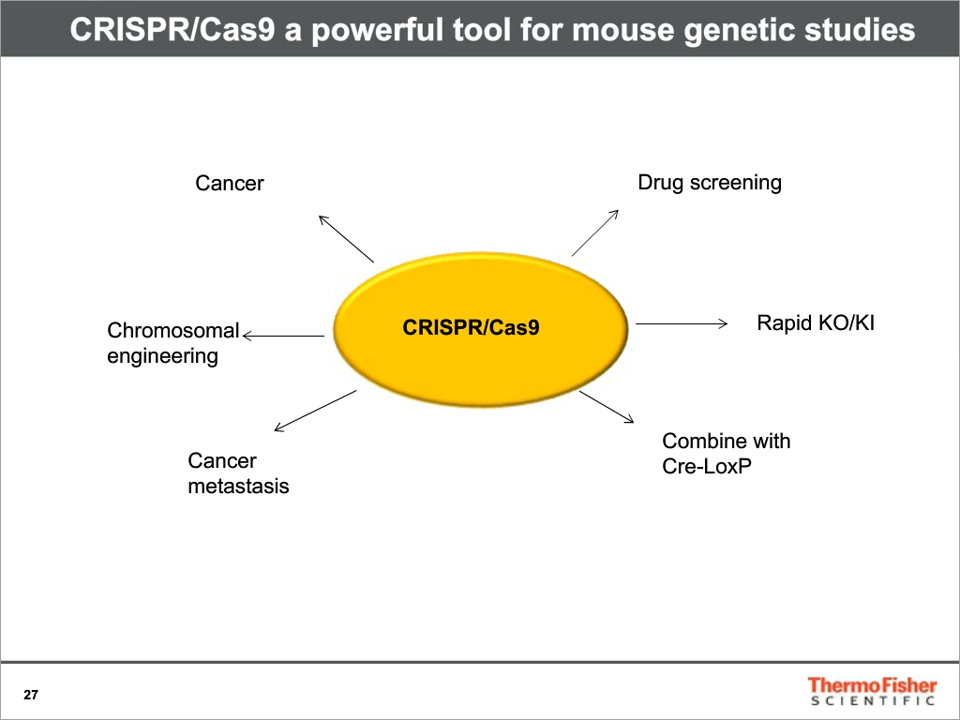 CRISPR/Cas9 a powerful tool for mouse genetic studies
Cancer
Drug screening
CRISPR/Cas9
Chromosomal
engineering
Rapid KO/KI
Cancer
metastasis
Combine with
Cre-LoxP
27
ThermoFisher
SCIENTIFIC